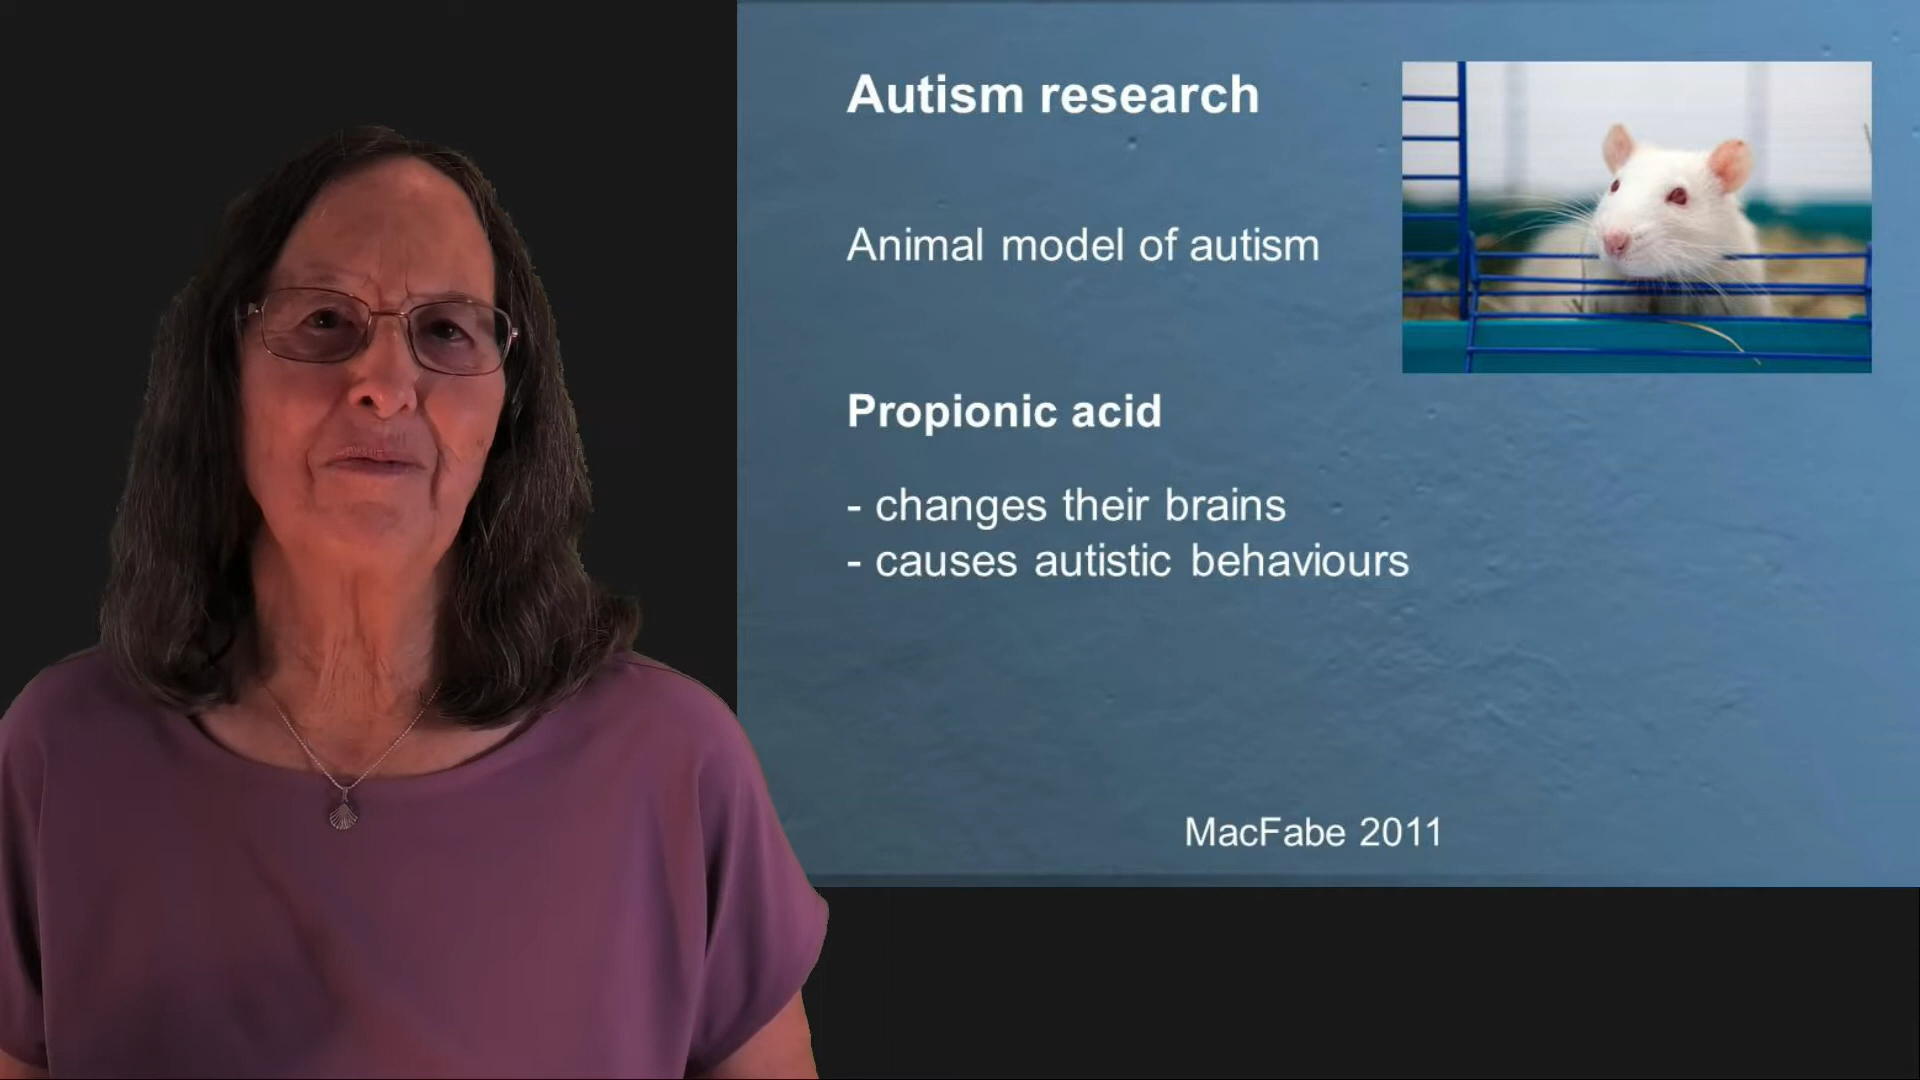 Autism research
Animal model of autism
Propionic acid
- changes their brains
- causes autistic behaviours
MacFabe 2011